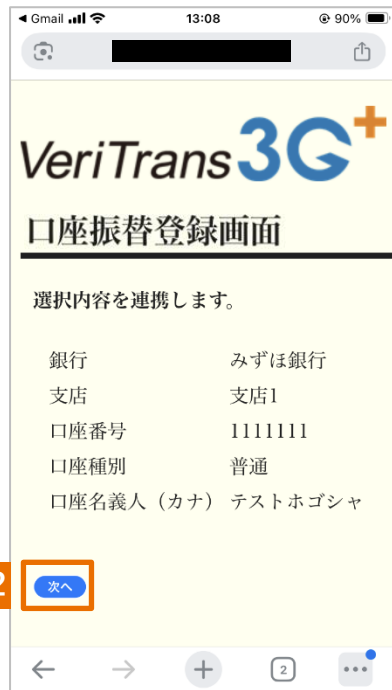 Gmail 13:08 90%
VeriTrans3G+
口座振替登録画面
選択内容を連携します。
銀行 みずほ銀行
支店 支店1
口座番号 1111111
口座種別 普通
口座名義人（カナ） テストホゴシャ
2 次へ
2